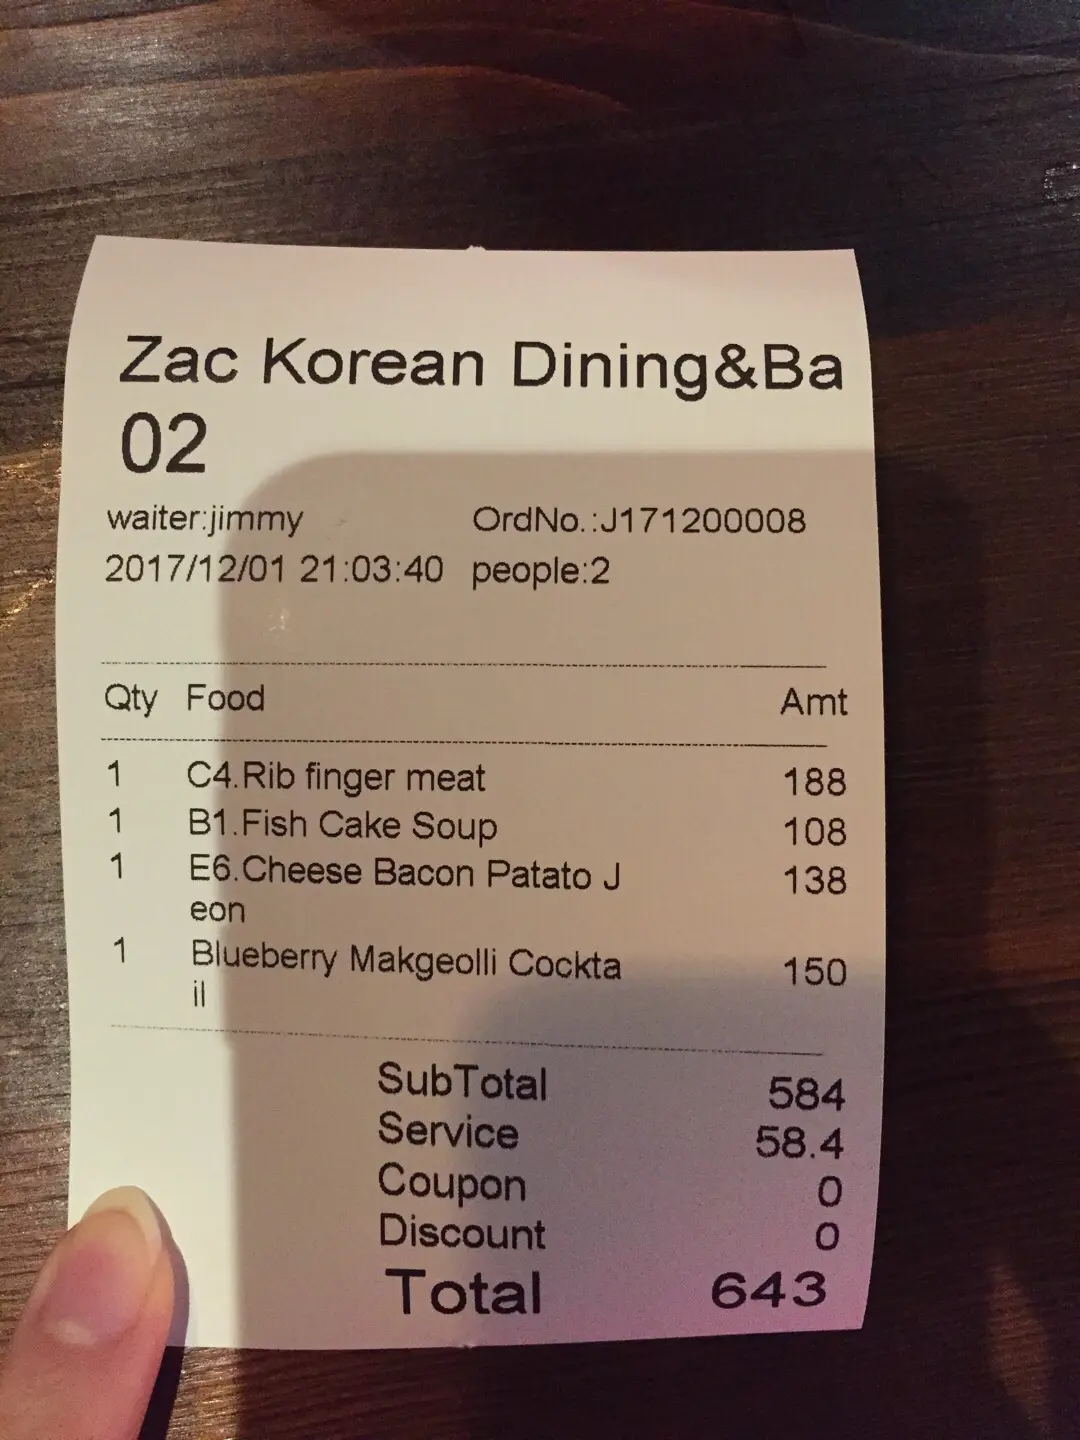 Zac Korean Dining&Ba
02
waiter:jimmy OrdNo.:J171200008
2017/12/01 21:03:40 people:2
Qty Food Amt
1 C4.Rib finger meat 188
1 B1.Fish Cake Soup 108
1 E6.Cheese Bacon Patato J 138
eon
1 Blueberry Makgeolli Cockta 150
il
SubTotal 584
Service 58.4
Coupon 0
Discount 0
Total 643